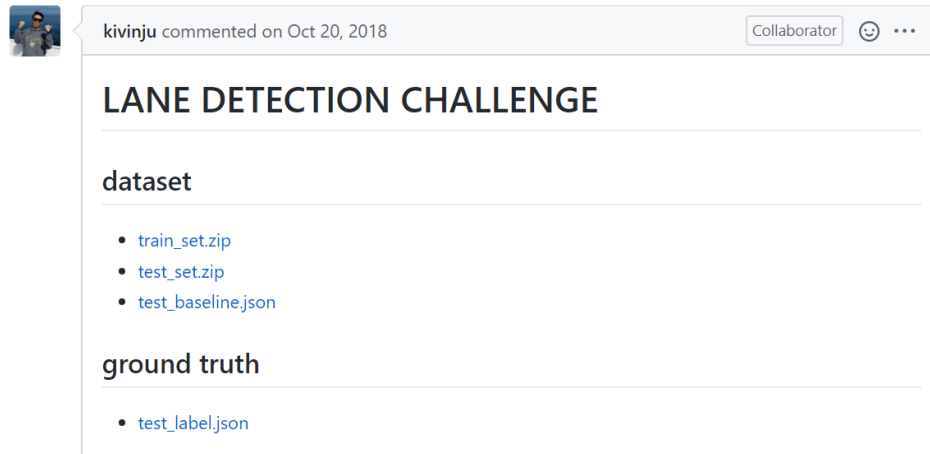 kivinju commented on Oct 20, 2018 Collaborator
LANE DETECTION CHALLENGE
dataset
train_set.zip
test_set.zip
test_baseline.json
ground truth
test_label.json